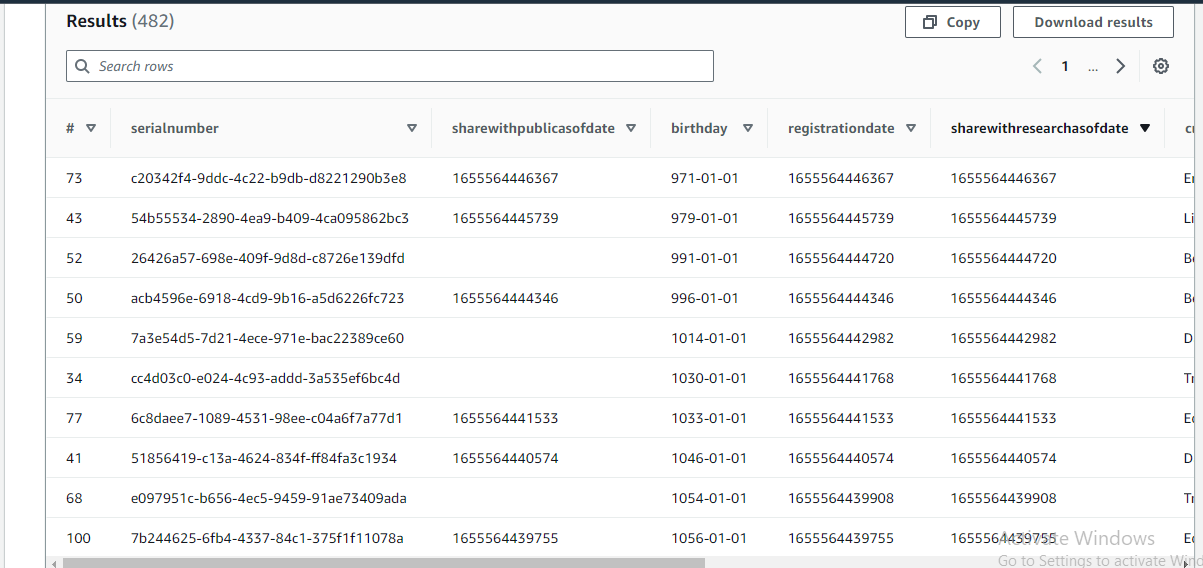 Results (482)
Copy
Download results
Search rows
1 ...
# serialnumber sharewithpublicasofdate birthday registrationdate sharewithresearchasofdate
73 c20342f4-9ddc-4c22-b9db-d8221290b3e8 1655564446367 971-01-01 1655564446367 1655564446367
43 54b55534-2890-4ea9-b409-4ca095862bc3 1655564445739 979-01-01 1655564445739 1655564445739 Li
52 26426a57-698e-409f-9d8d-c8726e139dfd 991-01-01 1655564444720 1655564444720
50 acb4596e-6918-4cd9-9b16-a5d6226fc723 1655564444346 996-01-01 1655564444346 1655564444346
59 7a3e54d5-7d21-4ece-971e-bac22389ce60 1014-01-01 1655564442982 1655564442982 D
34 cc4d03c0-e024-4c93-addd-3a535ef6bc4d 1030-01-01 1655564441768 1655564441768
77 6c8daee7-1089-4531-98ee-c04a6f7a77d1 1655564441533 1033-01-01 1655564441533 1655564441533
41 51856419-c13a-4624-834f-ff84fa3c1934 1655564440574 1046-01-01 1655564440574 1655564440574 D
68 e097951c-b656-4ec5-9459-91ae73409ada 1054-01-01 1655564439908 1655564439908
100 7b244625-6fb4-4337-84c1-375f1f11078a 1655564439755 1056-01-01 1655564439755 1655564439755
Activate Windows
Go to Settings to activate